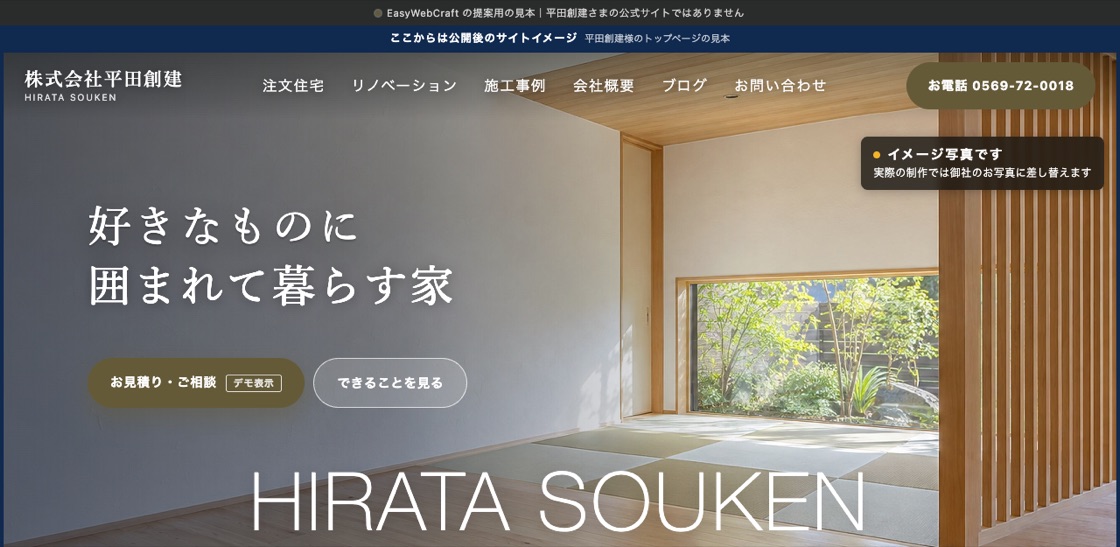 EasyWebCraft の提案用の見本｜平田創建さまの公式サイトではありません
ここからは公開後のサイトイメージ 平田創建様のトップページの見本
株式会社平田創建
HIRATA SOUKEN
注文住宅 リノベーション 施工事例 会社概要 ブログ お問い合わせ
お電話 0569-72-0018
イメージ写真です
実際の制作では御社のお写真に差し替えます
好きなものに
囲まれて暮らす家
お見積り・ご相談 デモ表示
できることを見る
HIRATA SOUKEN